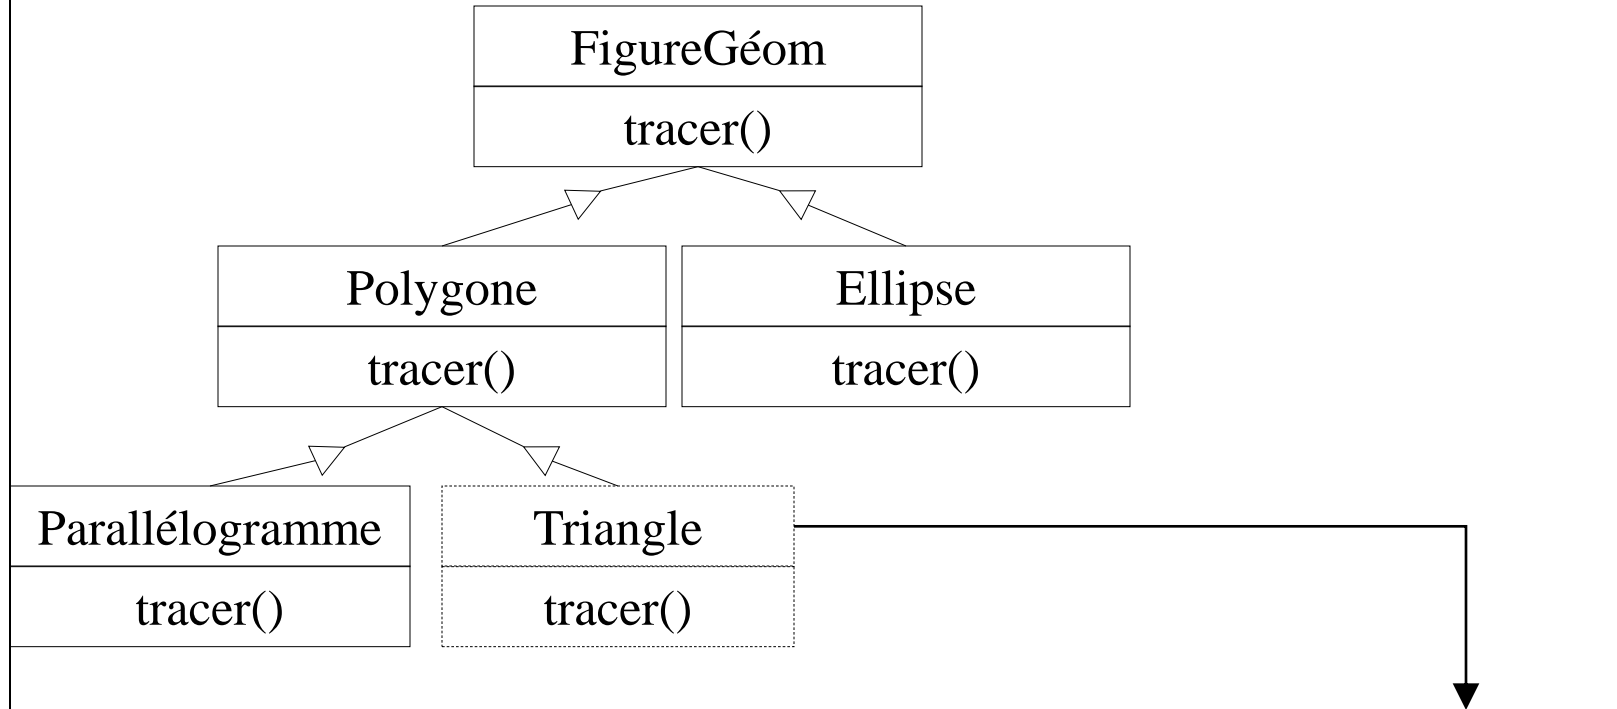 FigureGéom
tracer()
Polygone
tracer()
Ellipse
tracer()
Parallélogramme
tracer()
Triangle
tracer()